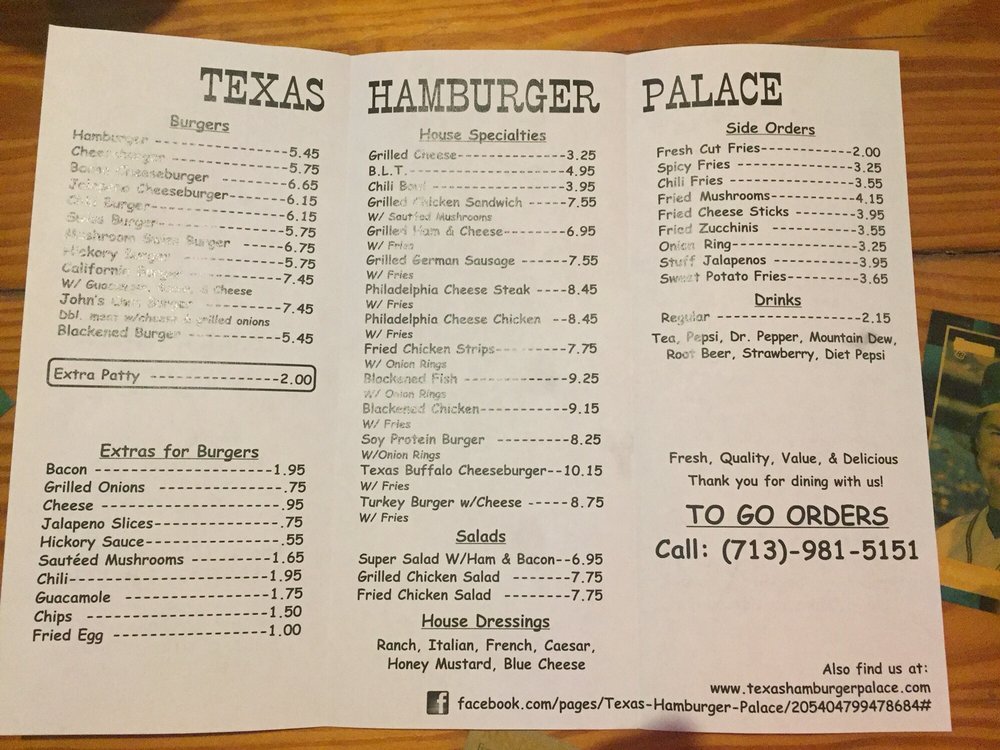 TEXAS HAMBURGER PALACE
Burgers
Hamburger ----------------5.45
Cheeseburger --------------5.75
Bacon Cheeseburger --------6.65
Jalapeno Cheeseburger------6.15
Chili Burger----------------6.15
Swiss Burger---------------5.75
Mushroom Swiss Burger -----6.75
Hickory Burger -------------5.75
California Burger -----------7.45
W/ Guacamole, & Cheese
John's Burger ----------7.45
Dbl. meat w/cheese & grilled onions
Blackened Burger -----------5.45
Extra Patty ----------------2.00
Extras for Burgers
Bacon ---------------------1.95
Grilled Onions --------------.75
Cheese --------------------.95
Jalapeno Slices--------------.75
Hickory Sauce---------------.55
Sautéed Mushrooms ---------1.65
Chili------------------------1.95
Guacamole -----------------1.75
Chips ----------------------1.50
Fried Egg ------------------1.00
House Specialties
Grilled Cheese--------------3.25
B.L.T.----------------------4.95
Chili Bowl ------------------3.95
Grilled Chicken Sandwich -----7.55
W/ Sautéed Mushrooms
Grilled Ham & Cheese--------6.95
W/ Fries
Grilled German Sausage ------7.55
W/ Fries
Philadelphia Cheese Steak ----8.45
W/ Fries
Philadelphia Cheese Chicken --8.45
W/ Fries
Fried Chicken Strips---------7.75
W/ Onion Rings
Blackened Fish --------------9.25
W/ Onion Rings
Blackened Chicken-----------9.15
W/ Fries
Soy Protein Burger ----------8.25
W/Onion Rings
Texas Buffalo Cheeseburger--10.15
W/ Fries
Turkey Burger w/Cheese -----8.75
W/ Fries
Salads
Super Salad W/Ham & Bacon--6.95
Grilled Chicken Salad -------7.75
Fried Chicken Salad --------7.75
House Dressings
Ranch, Italian, French, Caesar,
Honey Mustard, Blue Cheese
Side Orders
Fresh Cut Fries------------2.00
Spicy Fries ---------------3.25
Chili Fries ----------------3.55
Fried Mushrooms-----------4.15
Fried Cheese Sticks --------3.95
Fried Zucchinis ------------3.55
Onion Ring----------------3.25
Stuff Jalapenos -----------3.95
Sweet Potato Fries---------3.65
Drinks
Regular ------------------2.15
Tea, Pepsi, Dr. Pepper, Mountain Dew,
Root Beer, Strawberry, Diet Pepsi
Fresh, Quality, Value, & Delicious
Thank you for dining with us!
TO GO ORDERS
Call: (713)-981-5151
Also find us at:
www.texashamburgerpalace.com
f facebook.com/pages/Texas-Hamburger-Palace/205404799478684#